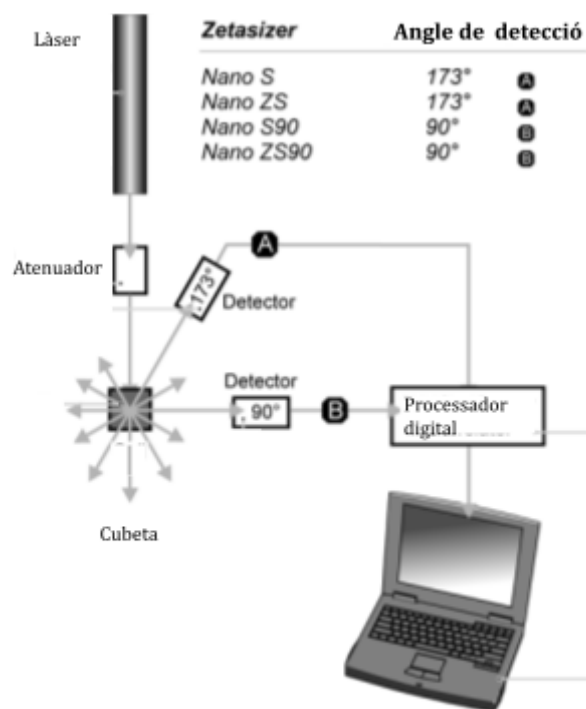 Làser
Zetasizer Angle de detecció
Nano S 173° A
Nano ZS 173° A
Nano S90 90° B
Nano ZS90 90° B
Atenuador
A
173°
Detector
Detector
90°
B
Processador
digital
Cubeta